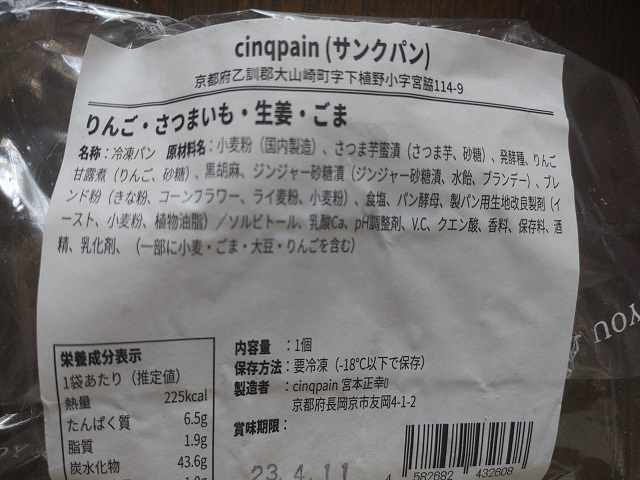 cinqpain (サンクパン)
京都府乙訓郡大山崎町字下植野小字宮脇114-9
りんご・さつまいも・生姜・ごま
名称：冷凍パン 原材料名：小麦粉（国内製造）、さつま芋蜜漬（さつま芋、砂糖）、発酵種、りんご
甘露煮（りんご、砂糖）、黒胡麻、ジンジャー砂糖漬（ジンジャー砂糖漬、水飴、ブランデー）、ブレ
ンド粉（きな粉、コーンフラワー、ライ麦粉、小麦粉）、食塩、パン酵母、製パン用生地改良製剤（イ
ースト、小麦粉、植物油脂）／ソルビトール、乳酸Ca、pH調整剤、V.C、クエン酸、香料、保存料、酒
精、乳化剤、（一部に小麦・ごま・大豆・りんごを含む）
栄養成分表示
1袋あたり（推定値）
熱量 225kcal
たんぱく質 6.5g
脂質 1.9g
炭水化物 43.6g
内容量 ：1個
保存方法：要冷凍（-18℃以下で保存）
製造者 ：cinqpain 宮本正幸
京都府長岡京市友岡4-1-2
賞味期限：
23.4.11
4 582682 432608
YOU